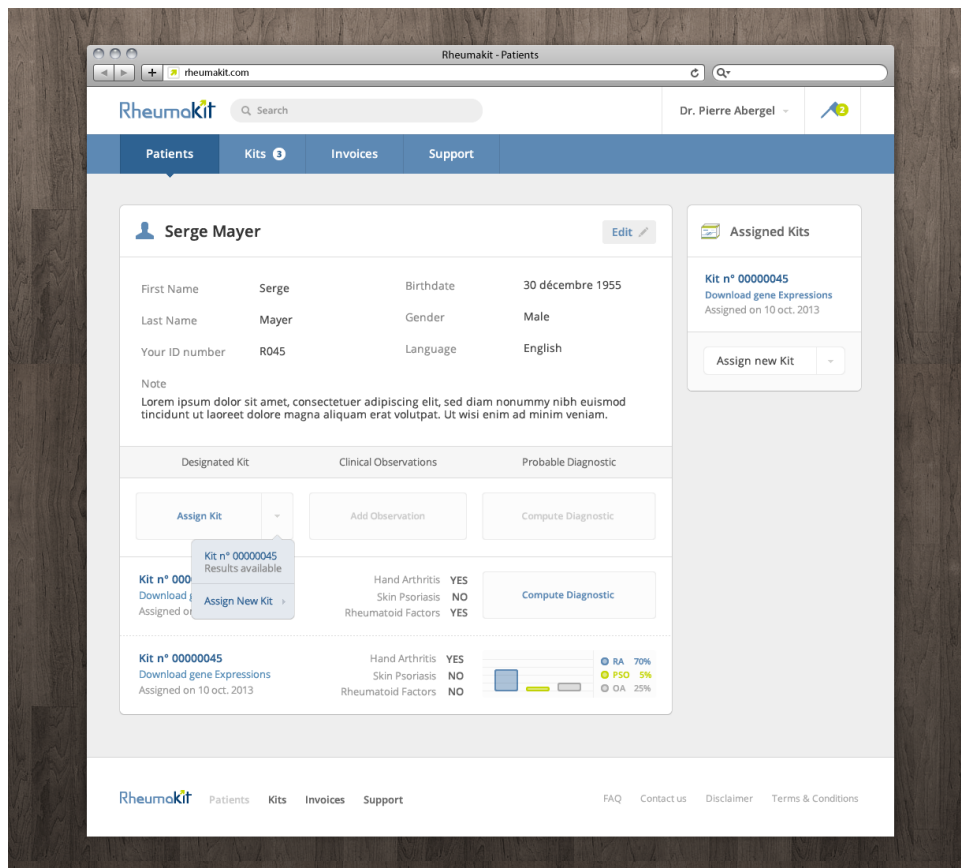 Rheumakit - Patients
rheumakit.com
Rheumakit
Search
Dr. Pierre Abergel
2
Patients
Kits 3
Invoices
Support
Serge Mayer
Edit
First Name Serge
Birthdate 30 décembre 1955
Last Name Mayer
Gender Male
Your ID number R045
Language English
Note
Lorem ipsum dolor sit amet, consectetuer adipiscing elit, sed diam nonummy nibh euismod
tincidunt ut laoreet dolore magna aliquam erat volutpat. Ut wisi enim ad minim veniam.
Assigned Kits
Kit n° 00000045
Download gene Expressions
Assigned on 10 oct. 2013
Assign new Kit
Designated Kit
Clinical Observations
Probable Diagnostic
Assign Kit
Add Observation
Compute Diagnostic
Kit n° 00000045
Results available
Assign New Kit
Kit n° 000
Download
Assigned
Hand Arthritis YES
Skin Psoriasis NO
Rheumatoid Factors YES
Compute Diagnostic
Kit n° 00000045
Download gene Expressions
Assigned on 10 oct. 2013
Hand Arthritis YES
Skin Psoriasis NO
Rheumatoid Factors NO
RA 70%
PSO 5%
OA 25%
Rheumakit
Patients
Kits
Invoices
Support
FAQ
Contact us
Disclaimer
Terms & Conditions